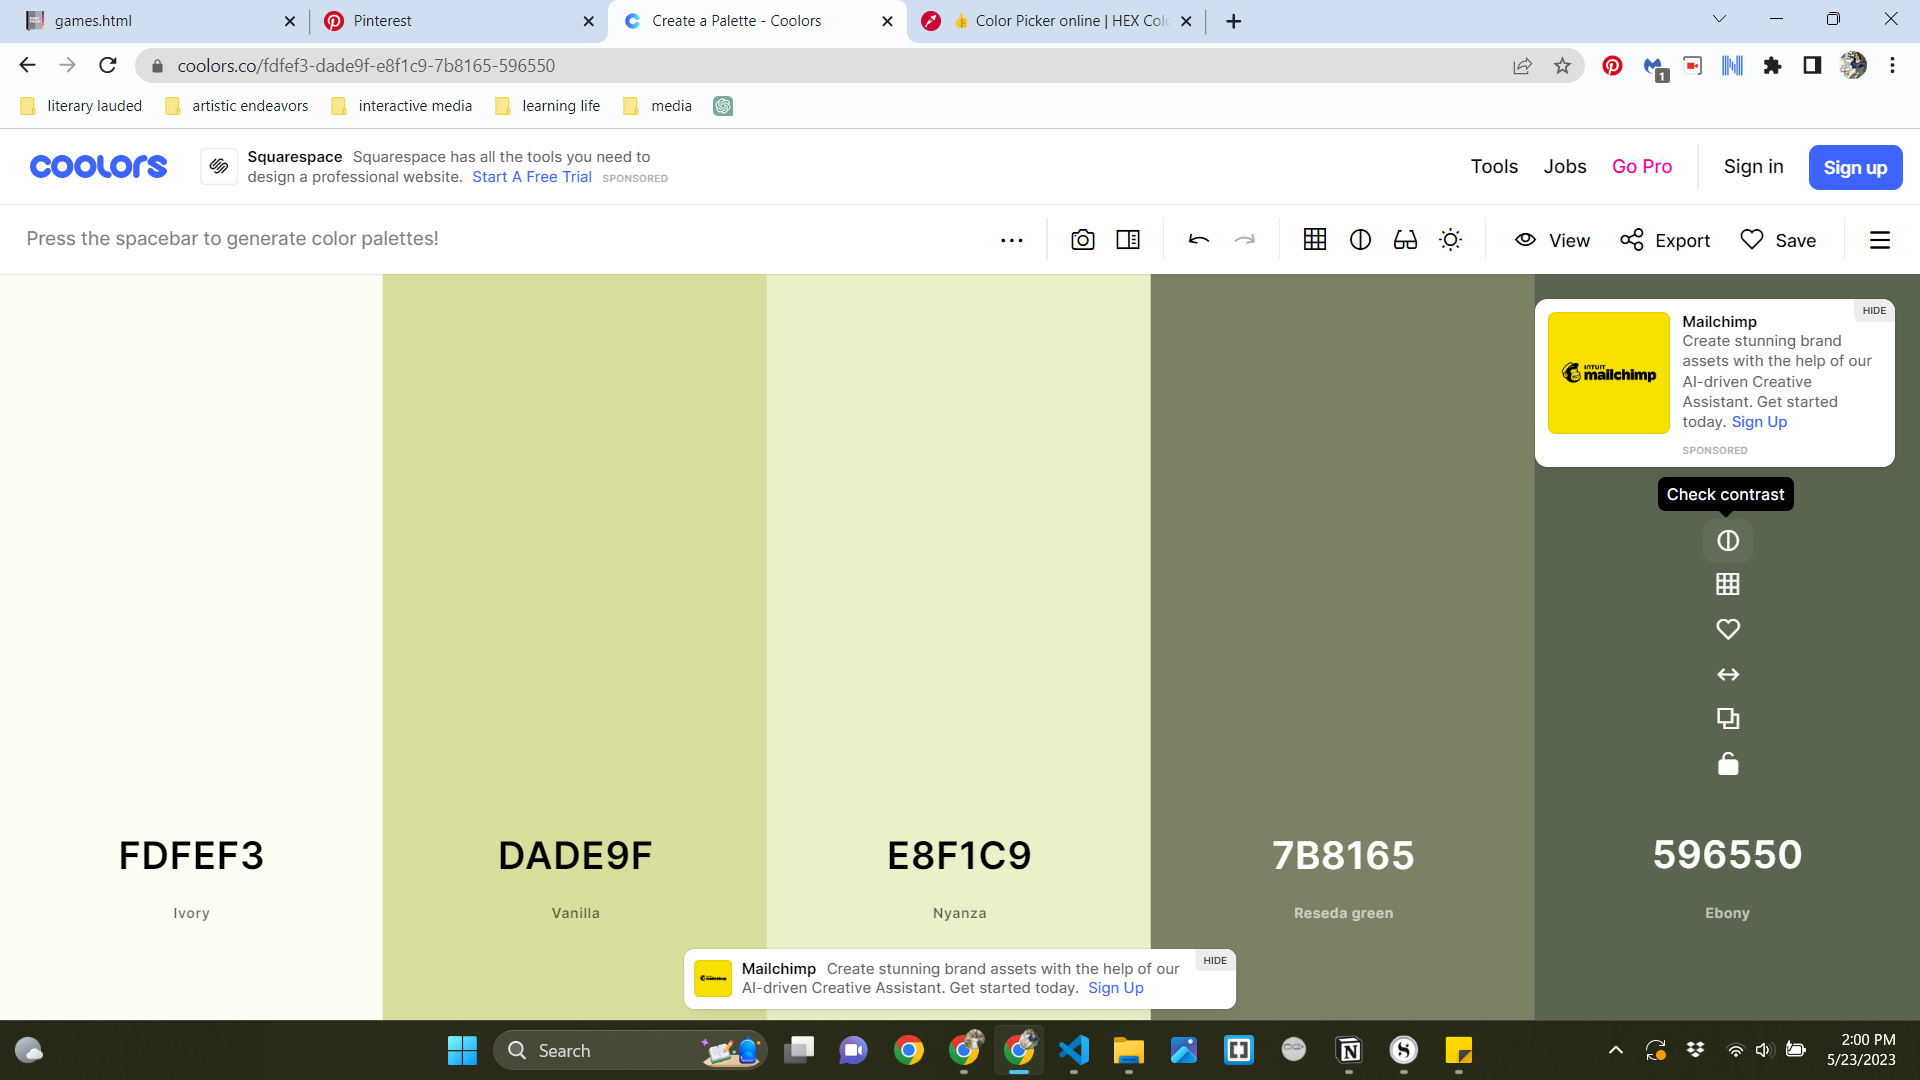 games.html
Pinterest
Create a Palette - Coolors
👍 Color Picker online | HEX Colo
coolors.co/fdfef3-dade9f-e8f1c9-7b8165-596550
1
literary lauded
artistic endeavors
interactive media
learning life
media
coolors
Squarespace Squarespace has all the tools you need to
design a professional website. Start A Free Trial SPONSORED
Tools
Jobs
Go Pro
Sign in
Sign up
Press the spacebar to generate color palettes!
View
Export
Save
HIDE
INTUIT
mailchimp
Mailchimp
Create stunning brand
assets with the help of our
AI-driven Creative
Assistant. Get started
today. Sign Up
SPONSORED
Check contrast
FDFEF3
DADE9F
E8F1C9
7B8165
596550
Ivory
Vanilla
Nyanza
Reseda green
Ebony
mailchimp
Mailchimp Create stunning brand assets with the help of our
AI-driven Creative Assistant. Get started today. Sign Up
HIDE
Search
2:00 PM
5/23/2023